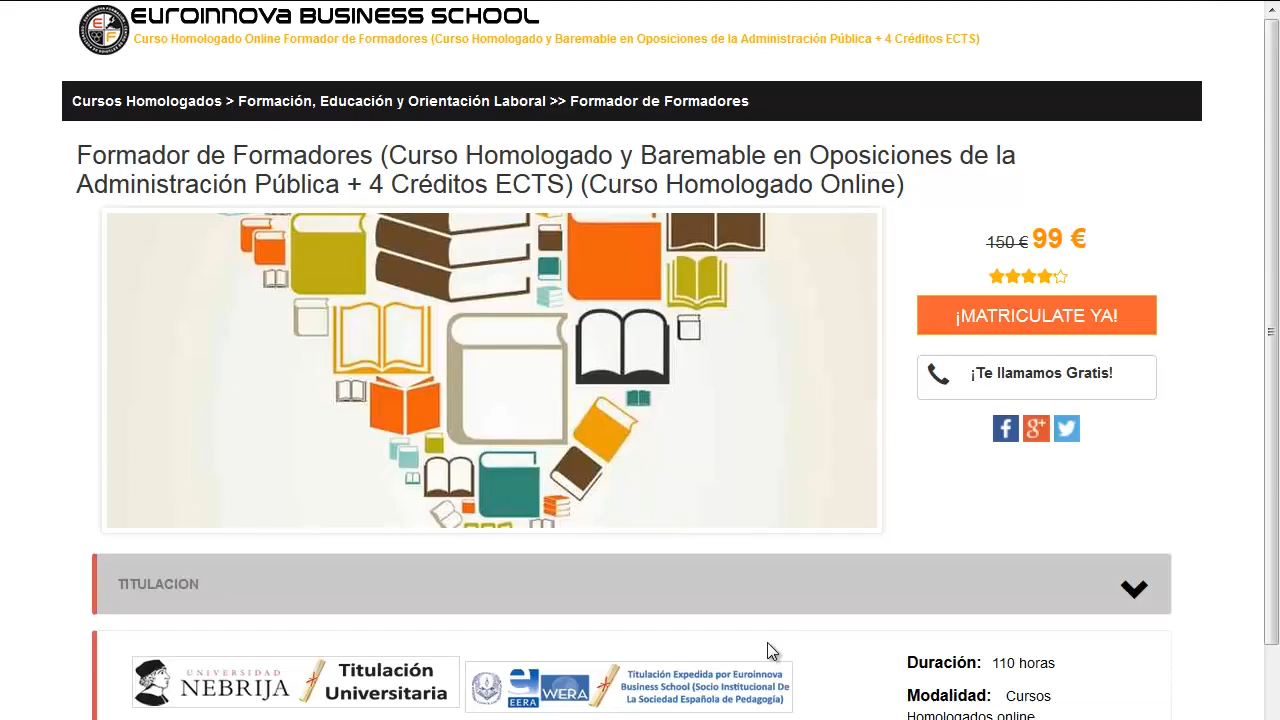 EUROINNOVA BUSINESS SCHOOL
Curso Homologado Online Formador de Formadores (Curso Homologado y Baremable en Oposiciones de la Administración Pública + 4 Créditos ECTS)
Cursos Homologados > Formación, Educación y Orientación Laboral >> Formador de Formadores
Formador de Formadores (Curso Homologado y Baremable en Oposiciones de la
Administración Pública + 4 Créditos ECTS) (Curso Homologado Online)
150 € 99 €
¡MATRICULATE YA!
¡Te llamamos Gratis!
TITULACION
UNIVERSIDAD
NEBRIJA
Titulación
Universitaria
EERA
WERA
Titulación Expedida por Euroinnova
Business School (Socio Institucional De
La Sociedad Española de Pedagogía)
Duración: 110 horas
Modalidad: Cursos
Homologados online